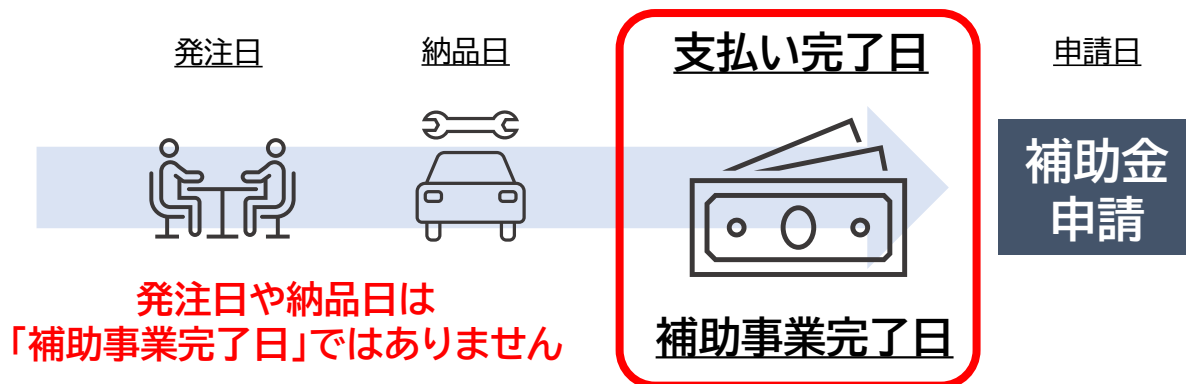 発注日
納品日
支払い完了日
申請日
補助金
申請
発注日や納品日は
「補助事業完了日」ではありません
補助事業完了日